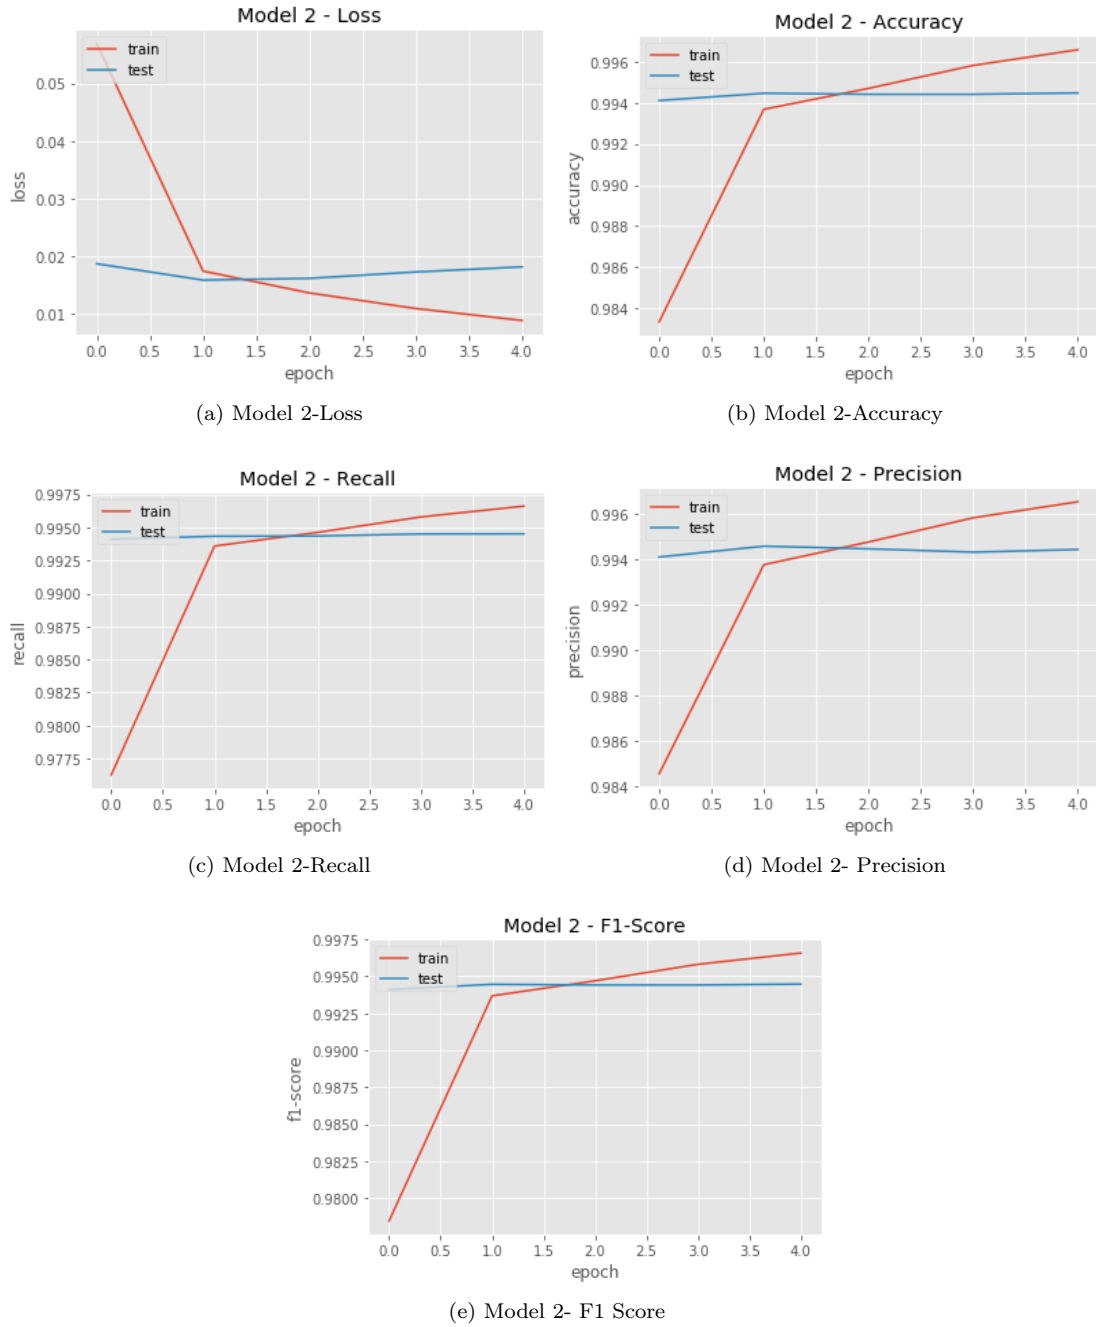 Model 2 - Loss
train
test
0.05
0.04
0.03
0.02
0.01
loss
0.0 0.5 1.0 1.5 2.0 2.5 3.0 3.5 4.0
epoch
(a) Model 2-Loss
Model 2 - Accuracy
train
test
0.996
0.994
0.992
0.990
0.988
0.986
0.984
accuracy
0.0 0.5 1.0 1.5 2.0 2.5 3.0 3.5 4.0
epoch
(b) Model 2-Accuracy
Model 2 - Recall
train
test
0.9975
0.9950
0.9925
0.9900
0.9875
0.9850
0.9825
0.9800
0.9775
recall
0.0 0.5 1.0 1.5 2.0 2.5 3.0 3.5 4.0
epoch
(c) Model 2-Recall
Model 2 - Precision
train
test
0.996
0.994
0.992
0.990
0.988
0.986
0.984
precision
0.0 0.5 1.0 1.5 2.0 2.5 3.0 3.5 4.0
epoch
(d) Model 2- Precision
Model 2 - F1-Score
train
test
0.9975
0.9950
0.9925
0.9900
0.9875
0.9850
0.9825
0.9800
f1-score
0.0 0.5 1.0 1.5 2.0 2.5 3.0 3.5 4.0
epoch
(e) Model 2- F1 Score